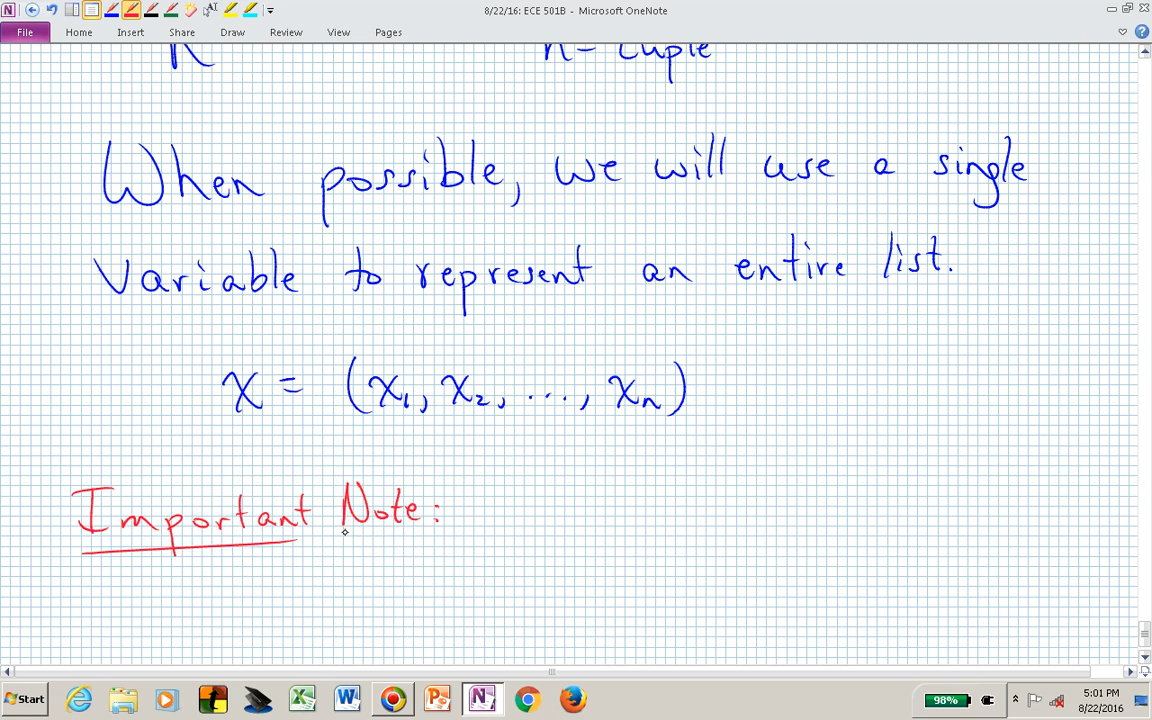 8/22/16: ECE 501B - Microsoft OneNote
File Home Insert Share Draw Review View Pages
n-tuple
When possible, we will use a single
variable to represent an entire list.
x = (x₁, x₂, ..., xₙ)
Important Note:
Start
98%
5:01 PM
8/22/2016